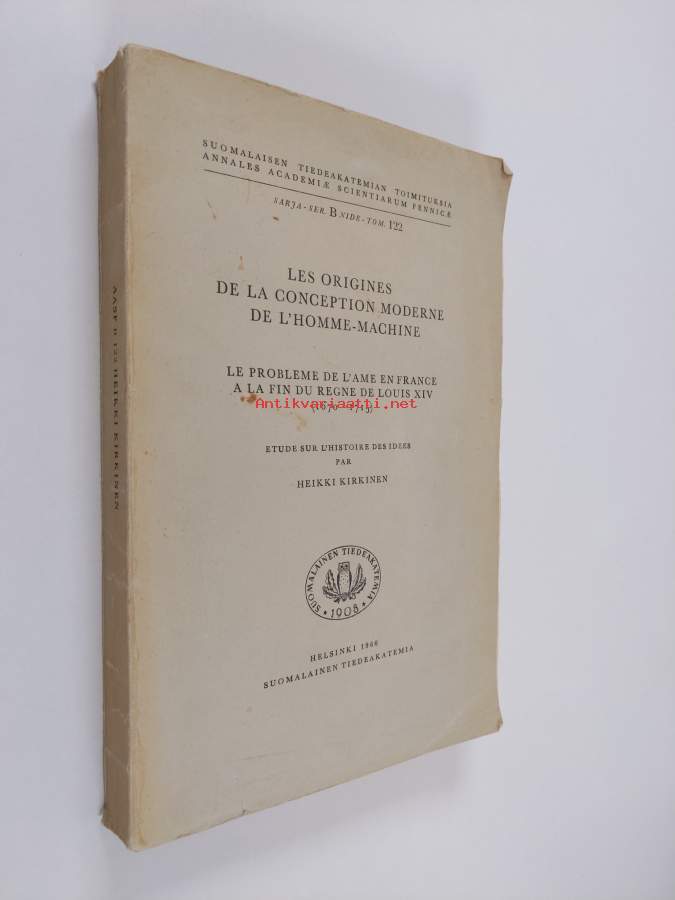 SUOMALAISEN TIEDEAKATEMIAN TOIMITUKSIA
ANNALES ACADEMIÆ SCIENTIARUM FENNICÆ
SARJA - SER. B NIDE - TOM. 122
LES ORIGINES
DE LA CONCEPTION MODERNE
DE L'HOMME-MACHINE
LE PROBLEME DE L'AME EN FRANCE
A LA FIN DU REGNE DE LOUIS XIV
Antikvariaatti.net
(1670–1715)
ETUDE SUR L'HISTOIRE DES IDEES
PAR
HEIKKI KIRKINEN
SUOMALAINEN TIEDEAKATEMIA
1908
HELSINKI 1960
SUOMALAINEN TIEDEAKATEMIA
AASF B 122 HEIKKI KIRKINEN